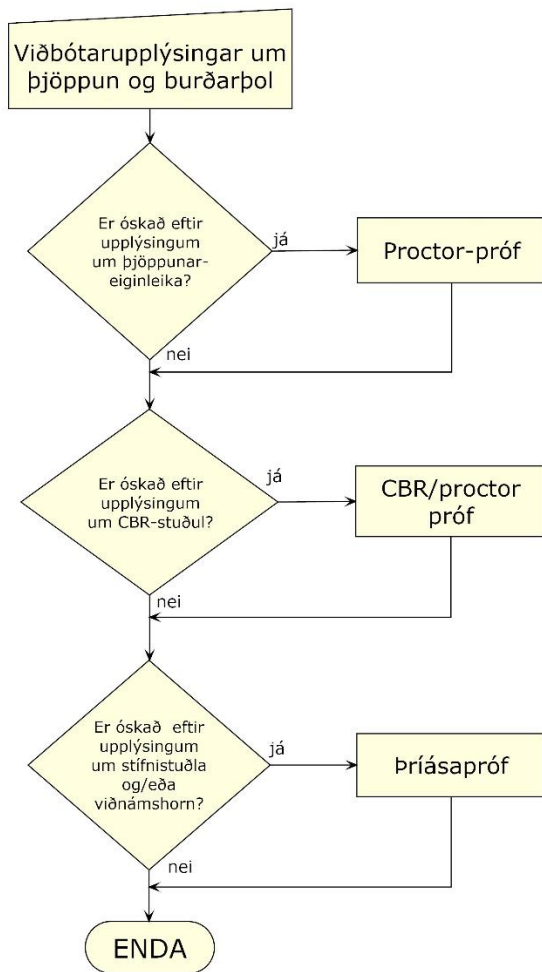 Viðbótarupplýsingar um
þjöppun og burðarþol
Er óskað eftir
upplýsingum
um þjöppunar-
eiginleika?
já
Proctor-próf
nei
Er óskað eftir
upplýsingum
um CBR-stuðul?
já
CBR/proctor
próf
nei
Er óskað eftir
upplýsingum
um stífnistuðla
og/eða
viðnámshorn?
já
Þríásapróf
nei
ENDA